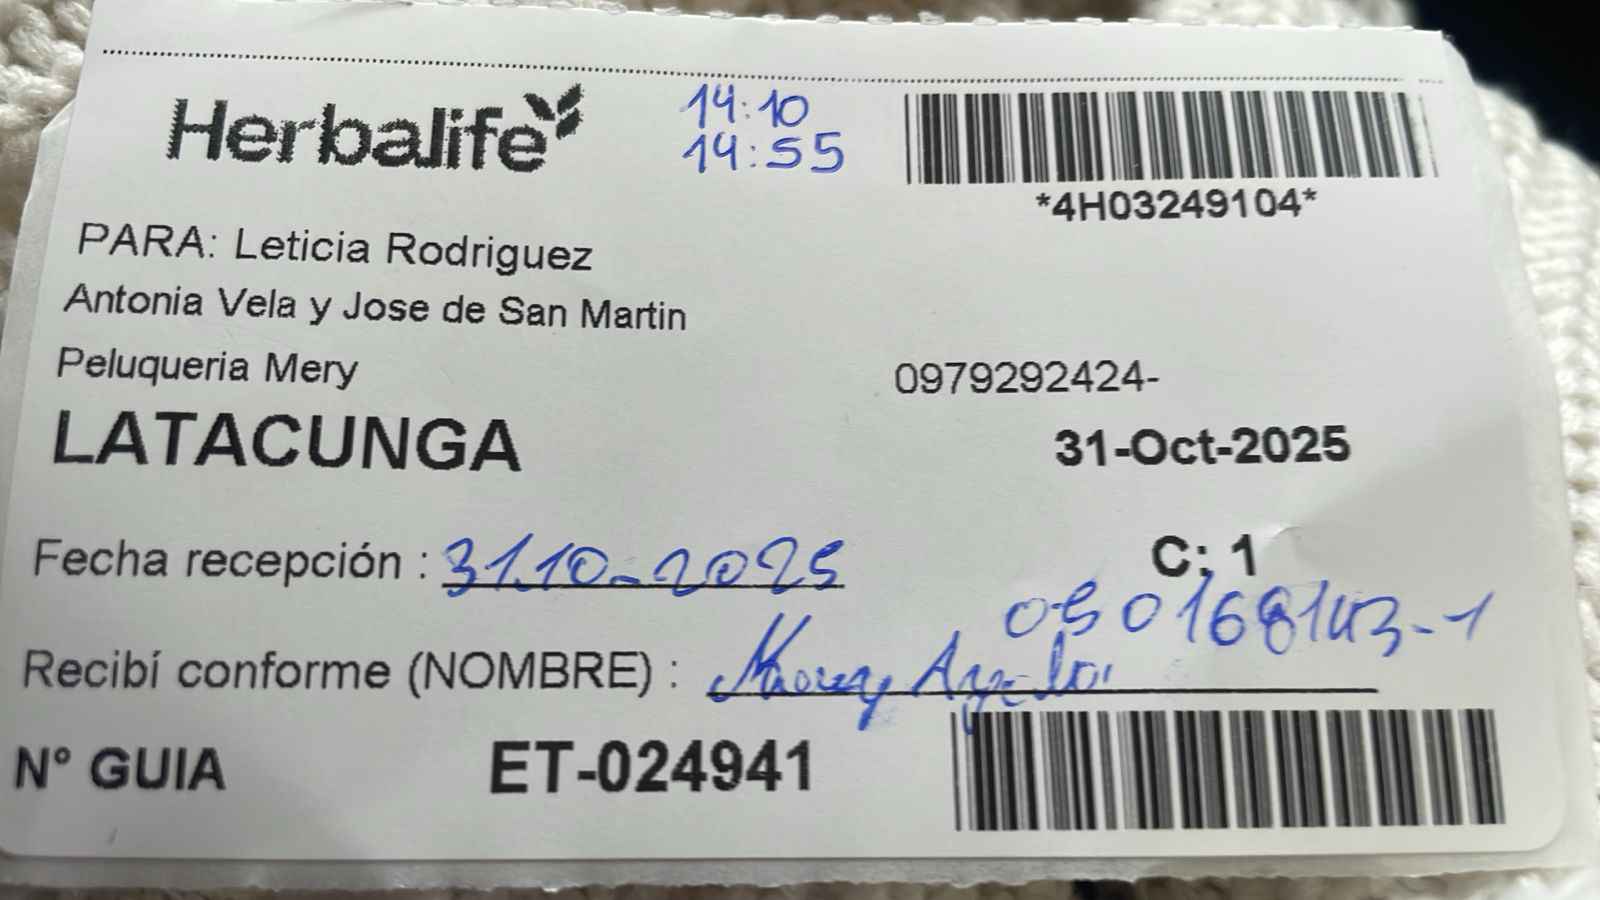 Herbalife
14:10
14:55
*4H03249104*
PARA: Leticia Rodriguez
Antonia Vela y Jose de San Martin
Peluqueria Mery
0979292424-
LATACUNGA
31-Oct-2025
Fecha recepción : 31.10-2025
C: 1
050168143-1
Recibí conforme (NOMBRE) :
N° GUIA ET-024941